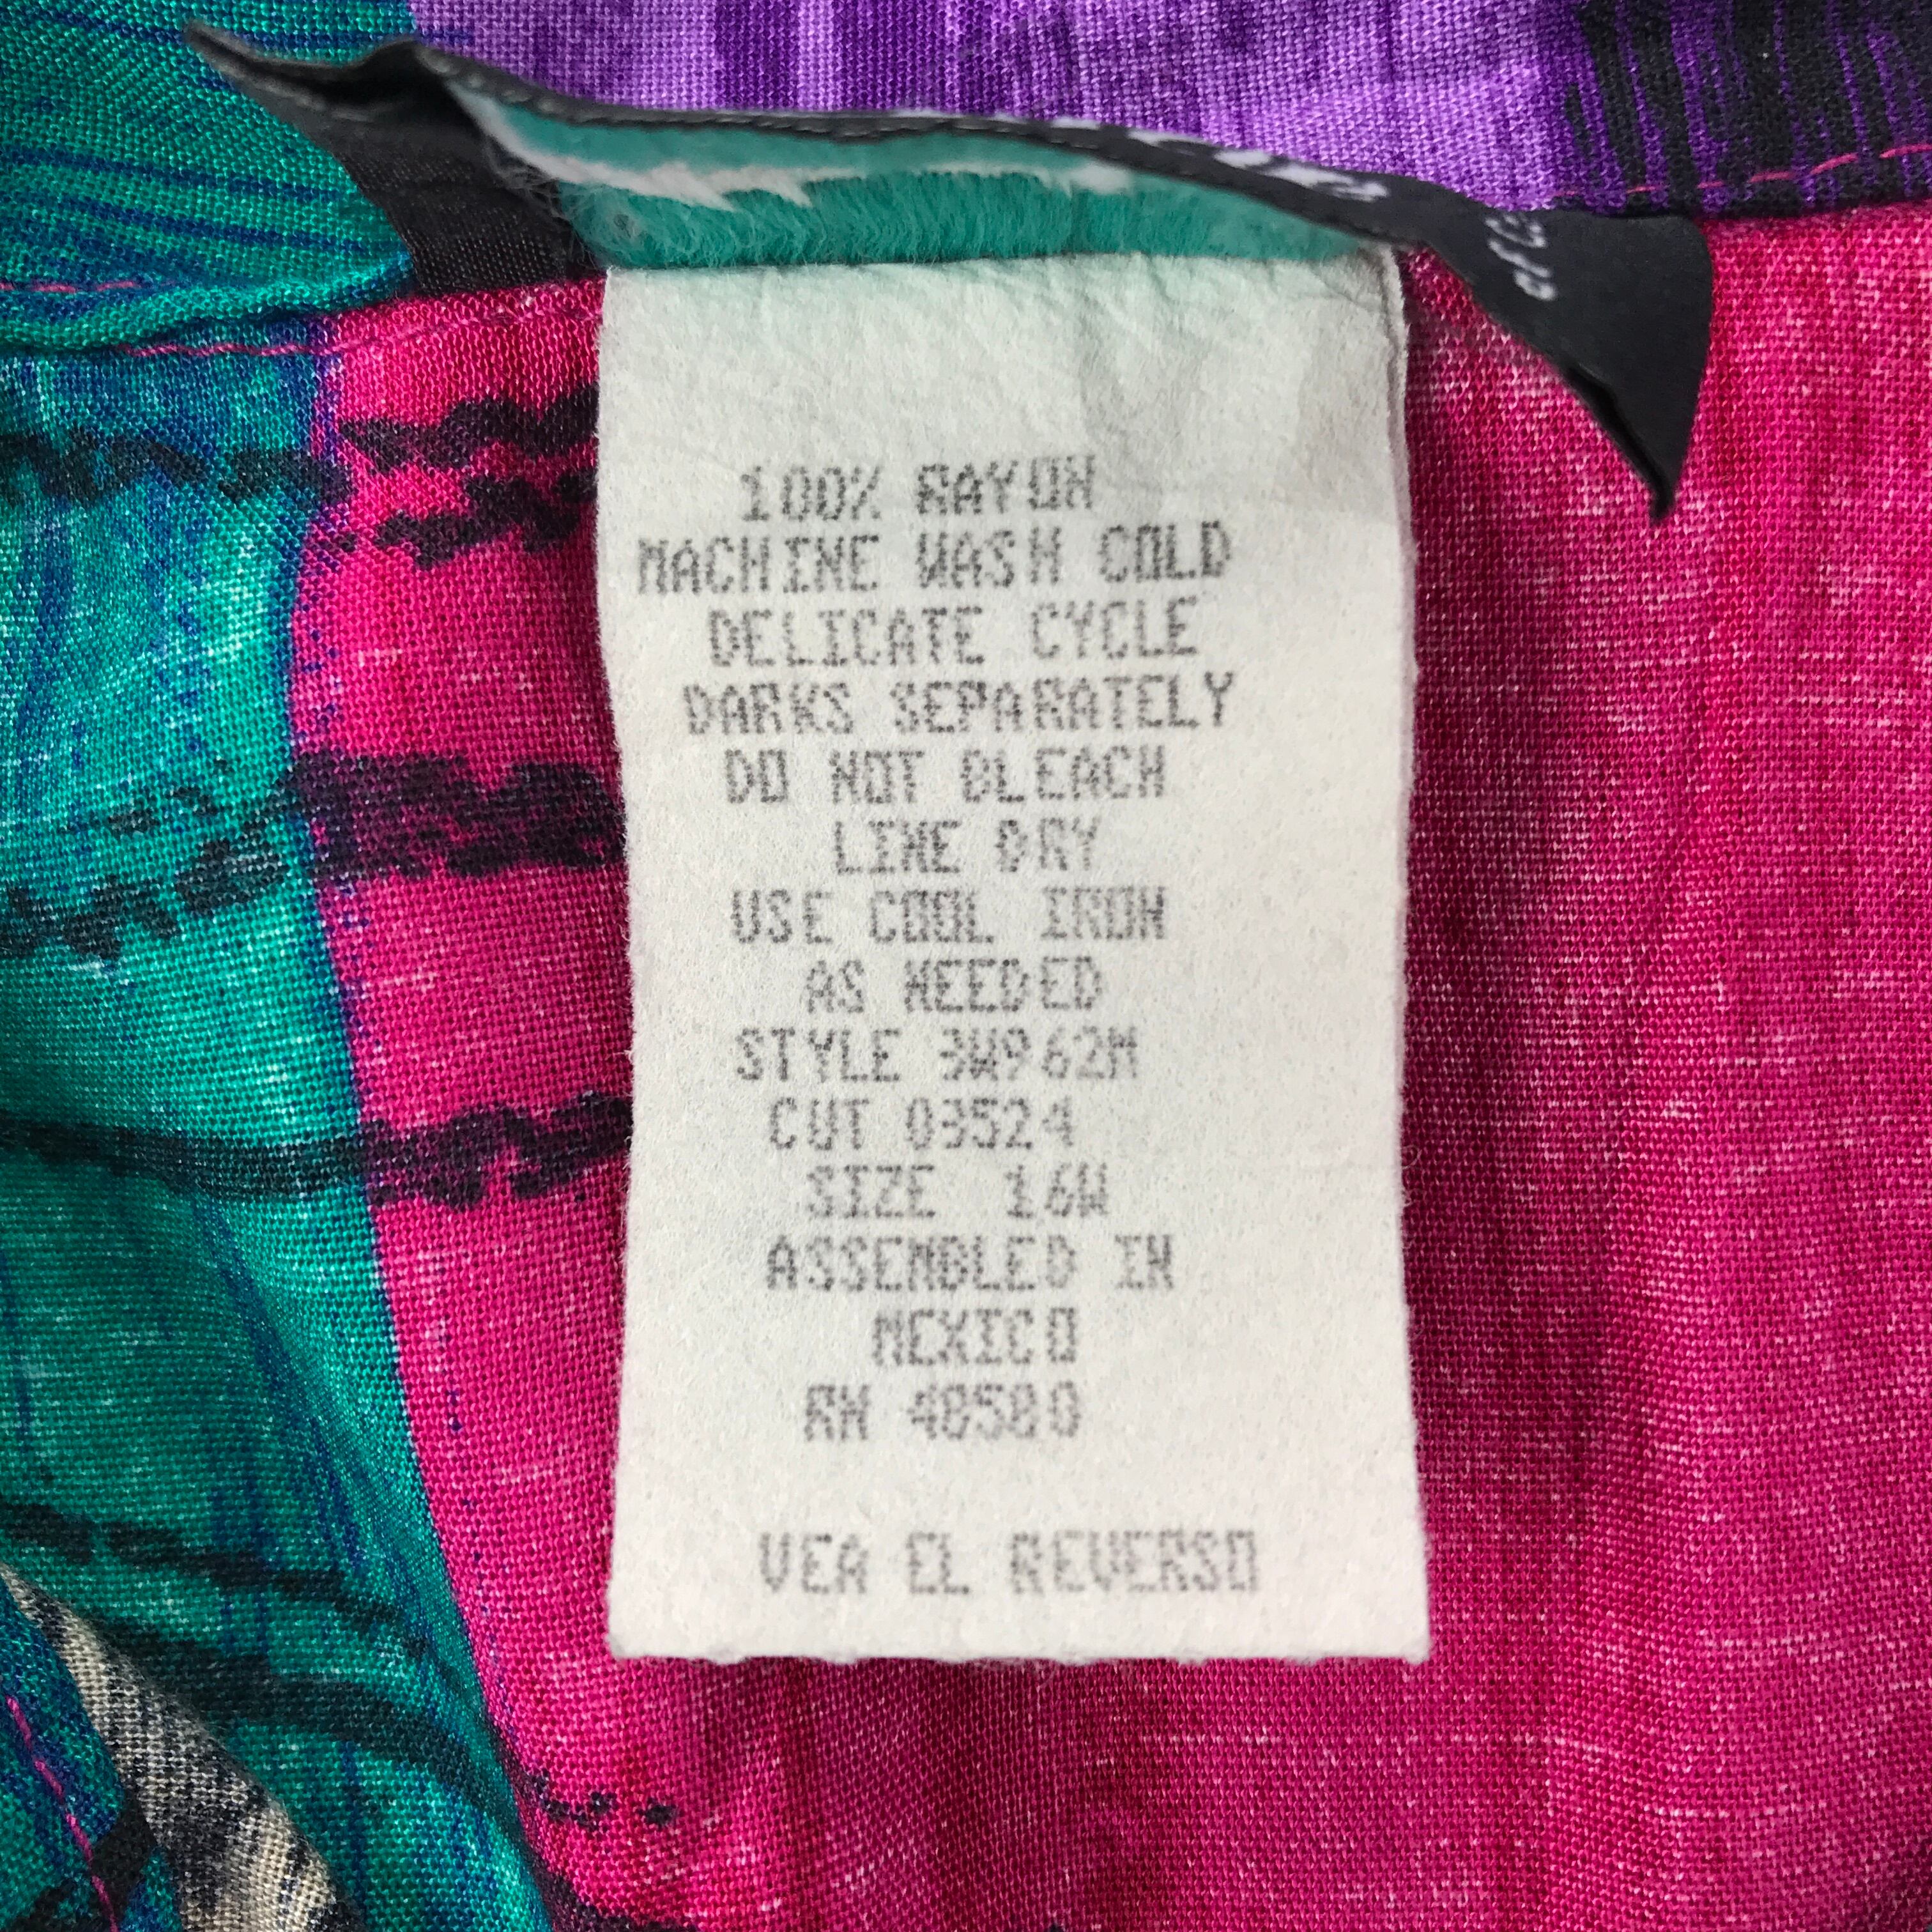 100% RAYON
MACHINE WASH COLD
DELICATE CYCLE
DARKS SEPARATELY
DO NOT BLEACH
LINE DRY
USE COOL IRON
AS NEEDED
STYLE 3W962M
CUT 03524
SIZE 16W
ASSEMBLED IN
MEXICO
RN 48580
VEA EL REVERSO